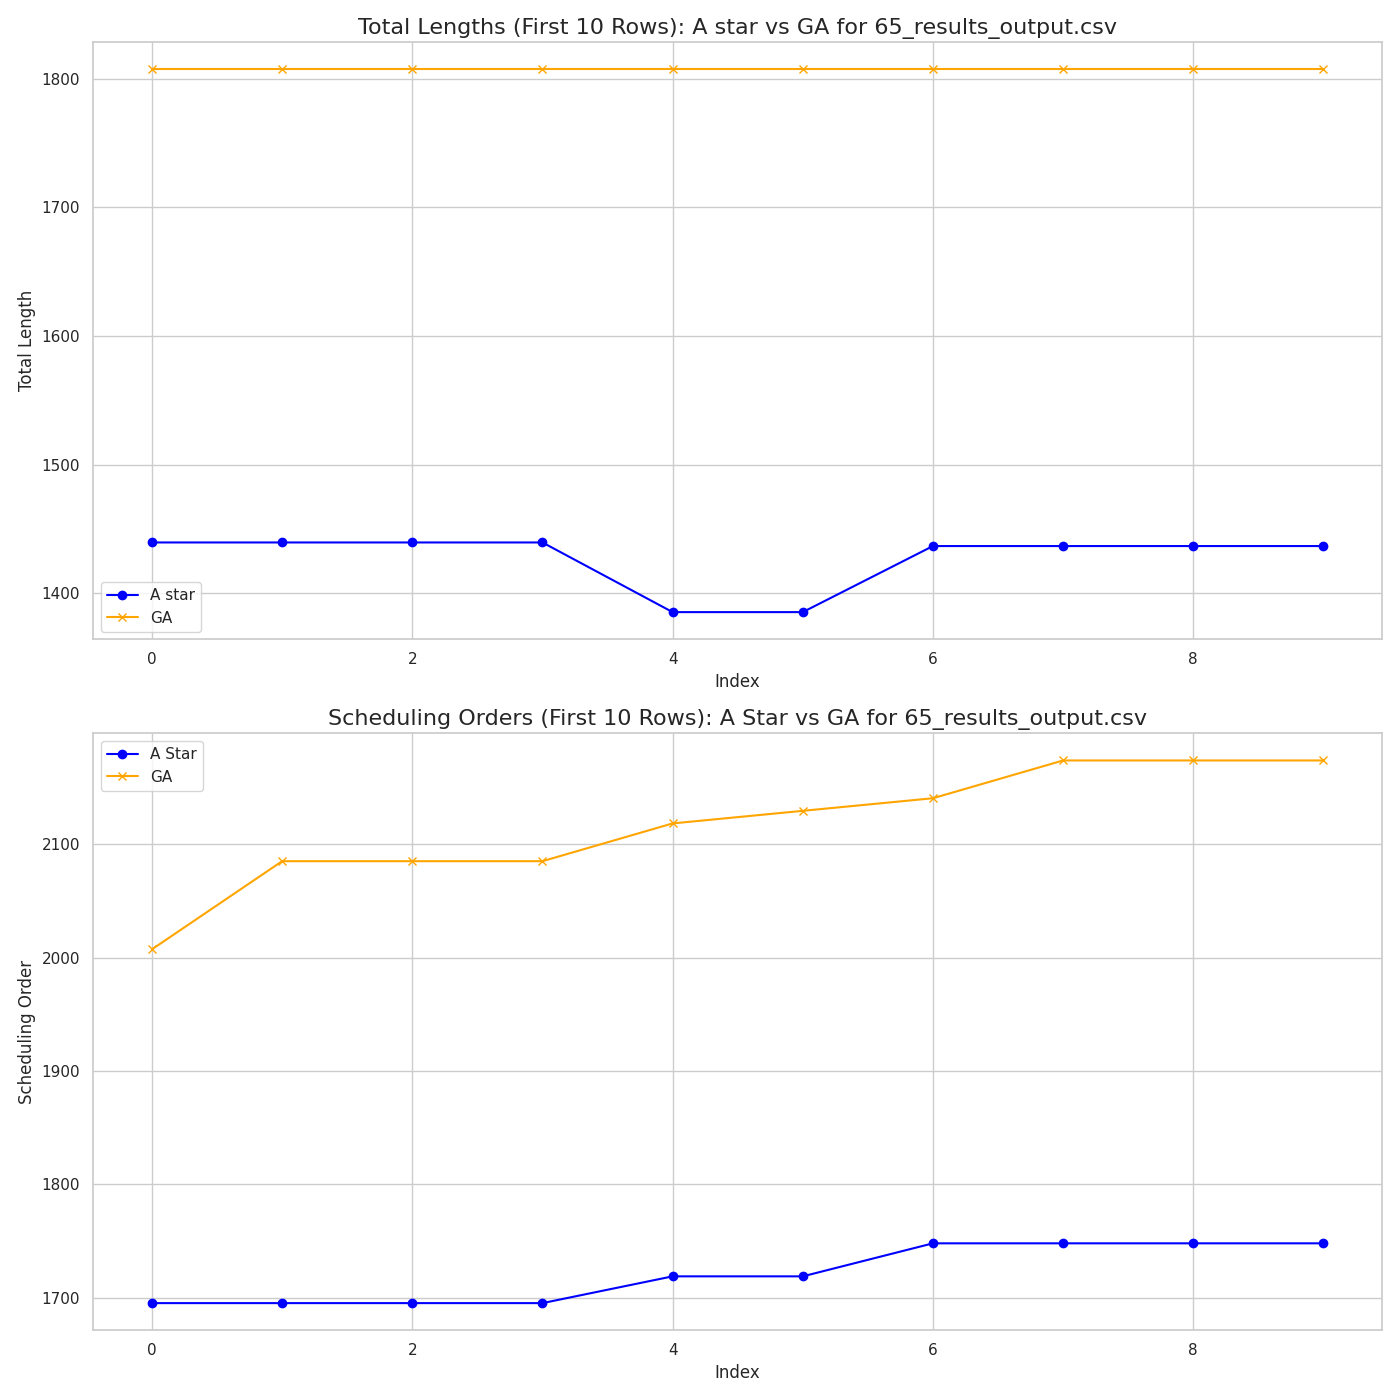 Total Lengths (First 10 Rows): A star vs GA for 65_results_output.csv
1800
1700
1600
1500
1400
Total Length
A star
GA
0 2 4 6 8
Index
Scheduling Orders (First 10 Rows): A Star vs GA for 65_results_output.csv
A Star
GA
2100
2000
1900
1800
1700
Scheduling Order
0 2 4 6 8
Index